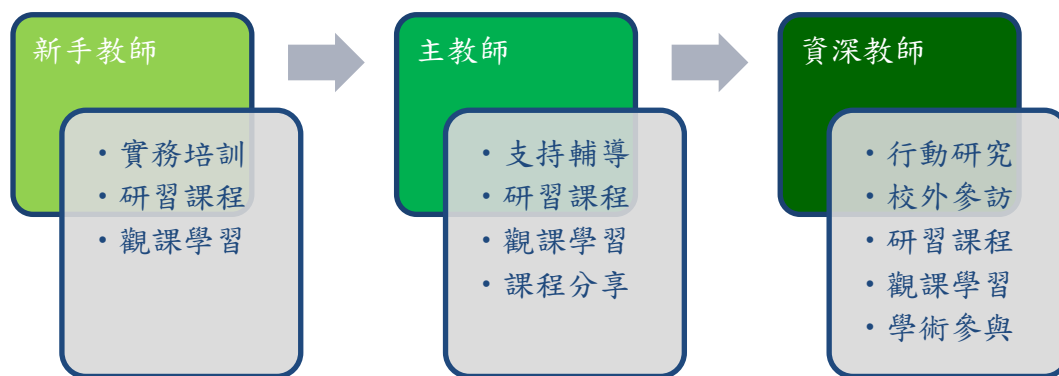 新手教師
・實務培訓
・研習課程
・觀課學習
主教師
・支持輔導
・研習課程
・觀課學習
・課程分享
資深教師
・行動研究
・校外參訪
・研習課程
・觀課學習
・學術參與